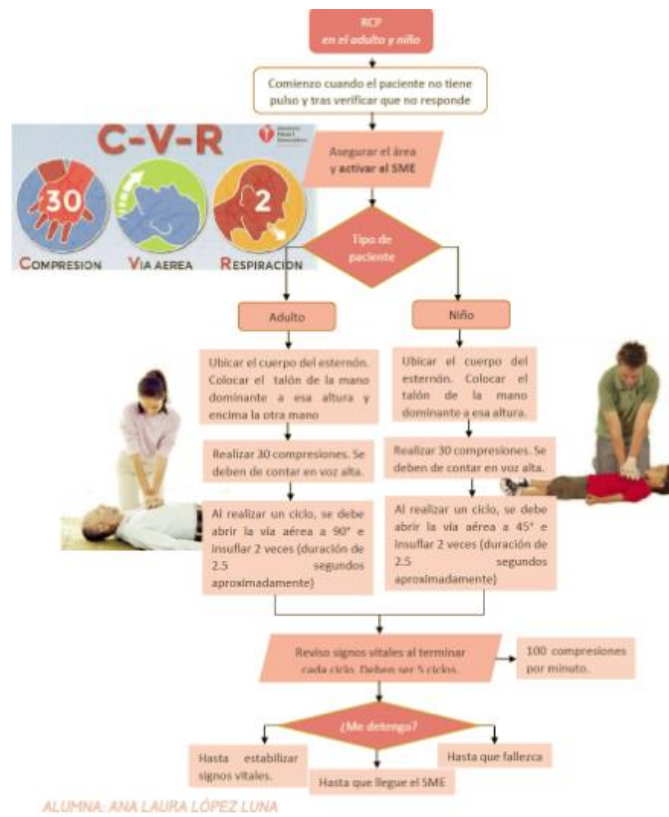 RCP
en el adulto y niño
Comienzo cuando el paciente no tiene
pulso y tras verificar que no responde
C-V-R
American
Heart
Association
30
2
COMPRESION
VIA AEREA
RESPIRACION
Asegurar el área
y activar el SME
Tipo de
paciente
Adulto
Niño
Ubicar el cuerpo del esternón.
Colocar el talón de la mano
dominante a esa altura y
encima la otra mano
Ubicar el cuerpo del
esternón. Colocar el
talón de la mano
dominante a esa altura.
Realizar 30 compresiones. Se
deben de contar en voz alta.
Realizar 30 compresiones. Se
deben de contar en voz alta.
Al realizar un ciclo, se debe
abrir la vía aérea a 90° e
insuflar 2 veces (duración de
2.5 segundos
aproximadamente)
Al realizar un ciclo, se debe
abrir la vía aérea a 45° e
insuflar 2 veces (duración de
2.5 segundos
aproximadamente)
Reviso signos vitales al terminar
cada ciclo. Deben ser 5 ciclos.
100 compresiones
por minuto.
¿Me detengo?
Hasta estabilizar
signos vitales.
Hasta que llegue el SME
Hasta que fallezca
ALUMNA: ANA LAURA LÓPEZ LUNA